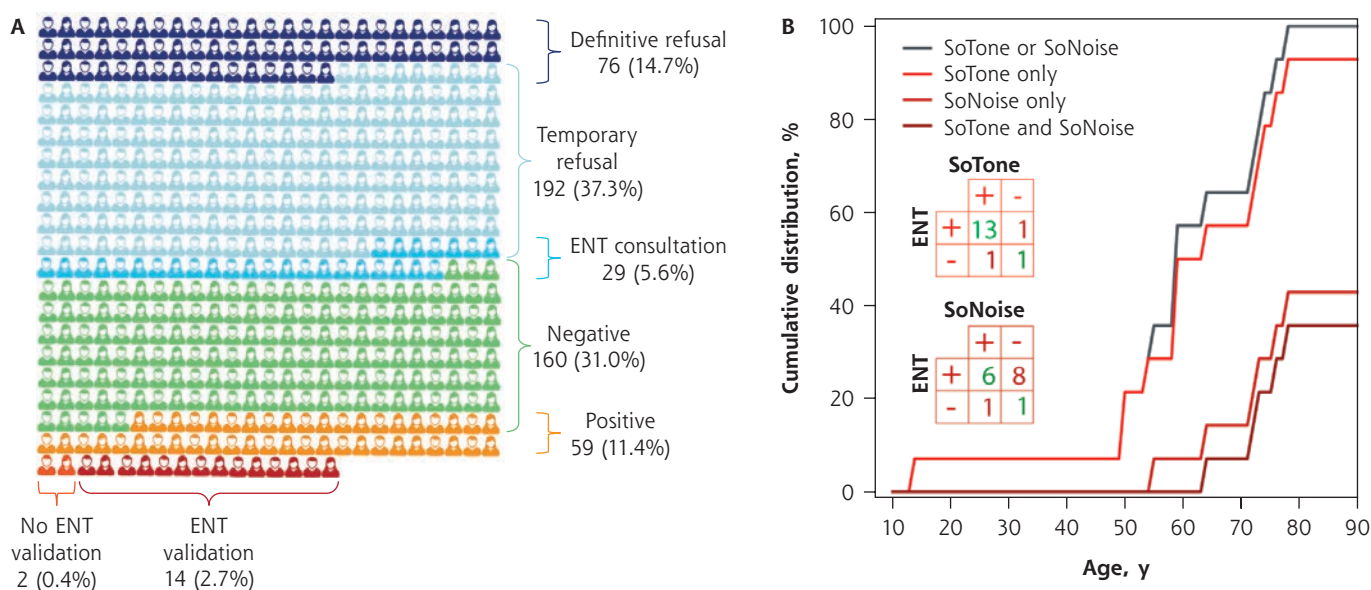 A
Definitive refusal
76 (14.7%)
Temporary
refusal
192 (37.3%)
ENT consultation
29 (5.6%)
Negative
160 (31.0%)
Positive
59 (11.4%)
No ENT
validation
2 (0.4%)
ENT
validation
14 (2.7%)
B
SoTone or SoNoise
SoTone only
SoNoise only
SoTone and SoNoise
SoTone
+ -
ENT
+ 13 1
- 1 1
SoNoise
+ -
ENT
+ 6 8
- 1 1
Cumulative distribution, %
100
80
60
40
20
0
10 20 30 40 50 60 70 80 90
Age, y